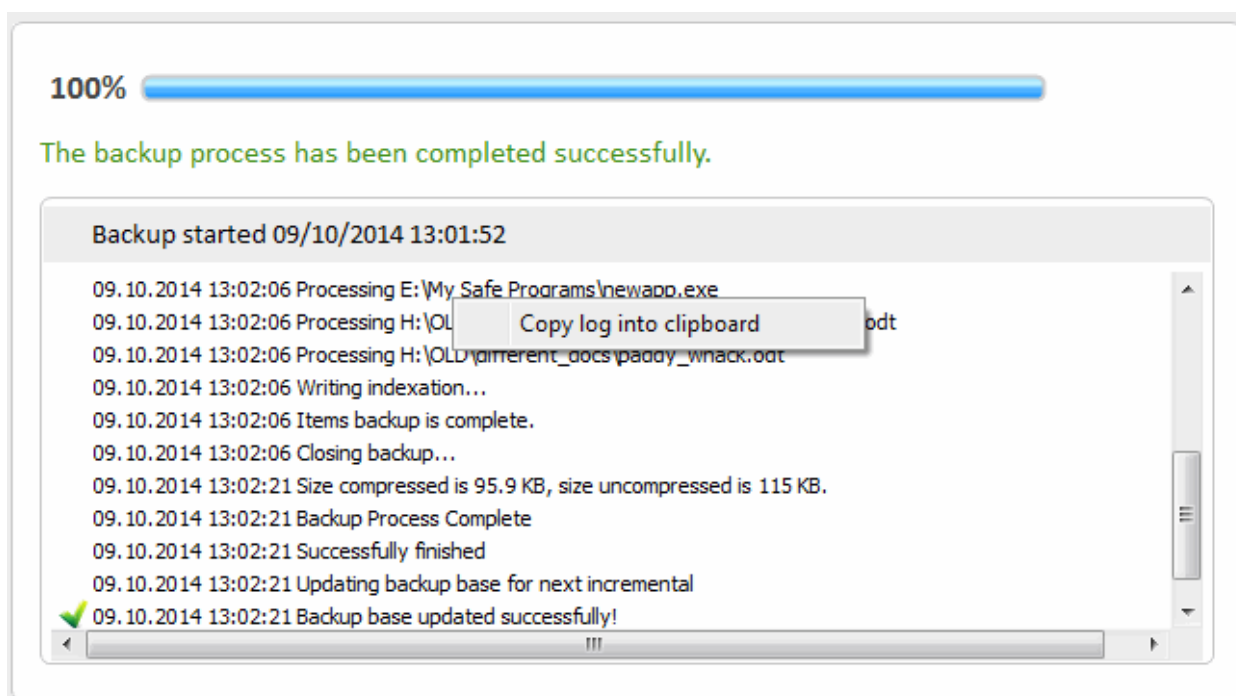 100%
The backup process has been completed successfully.
Backup started 09/10/2014 13:01:52
09.10.2014 13:02:06 Processing E:\My Safe Programs\newapp.exe
09.10.2014 13:02:06 Processing H:\OL odt
Copy log into clipboard
09.10.2014 13:02:06 Processing H:\OLD\different_docs\paddy_whack.odt
09.10.2014 13:02:06 Writing indexation...
09.10.2014 13:02:06 Items backup is complete.
09.10.2014 13:02:06 Closing backup...
09.10.2014 13:02:21 Size compressed is 95.9 KB, size uncompressed is 115 KB.
09.10.2014 13:02:21 Backup Process Complete
09.10.2014 13:02:21 Successfully finished
09.10.2014 13:02:21 Updating backup base for next incremental
09.10.2014 13:02:21 Backup base updated successfully!